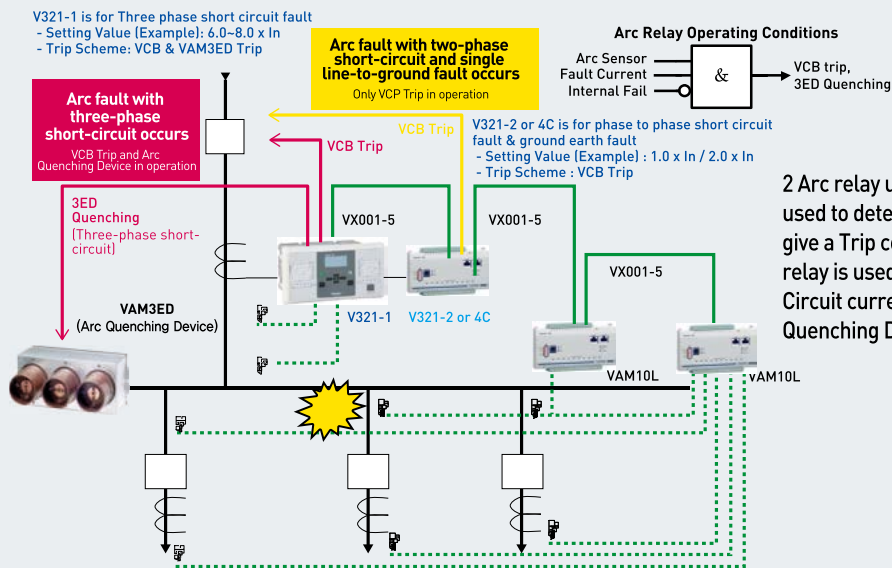 V321-1 is for Three phase short circuit fault
- Setting Value (Example): 6.0~8.0 x In
- Trip Scheme: VCB & VAM3ED Trip
Arc fault with two-phase
short-circuit and single
line-to-ground fault occurs
Only VCP Trip in operation
Arc Relay Operating Conditions
Arc Sensor
Fault Current
Internal Fail
&
VCB trip,
3ED Quenching
Arc fault with
three-phase
short-circuit occurs
VCB Trip and Arc
Quenching Device in operation
VCB Trip
VCB Trip
V321-2 or 4C is for phase to phase short circuit
fault & ground earth fault
- Setting Value (Example) : 1.0 x In / 2.0 x In
- Trip Scheme : VCB Trip
3ED
Quenching
(Three-phase short-
circuit)
VX001-5
VX001-5
VX001-5
2 Arc relay u
used to dete
give a Trip co
relay is used
Circuit curre
Quenching D
VAM3ED
(Arc Quenching Device)
V321-1
V321-2 or 4C
VAM10L
VAM10L